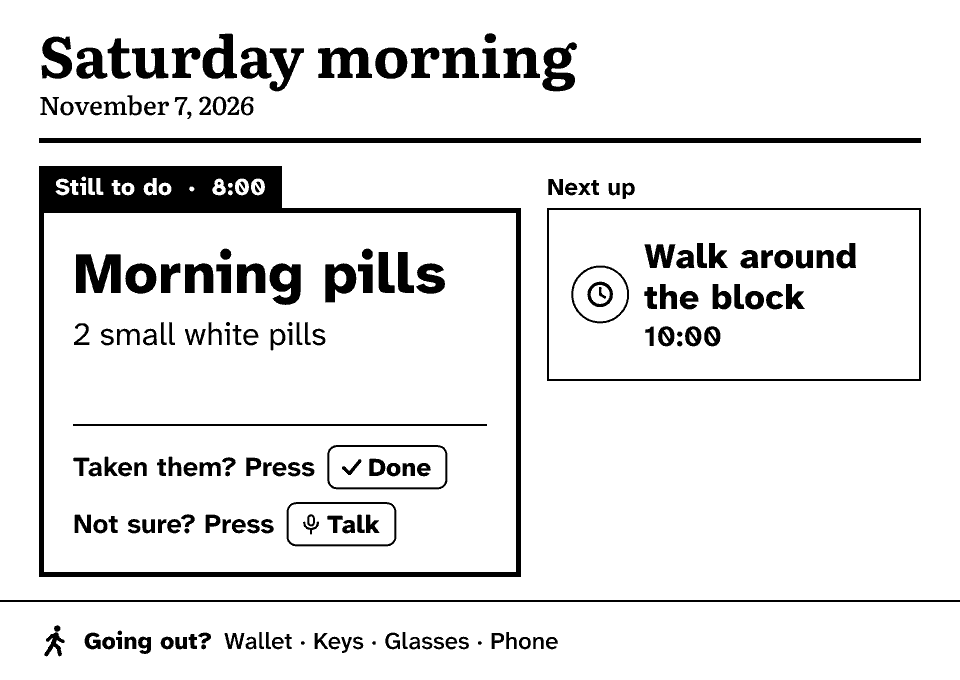 Saturday morning
November 7, 2026
Still to do · 8:00
Morning pills
2 small white pills
Taken them? Press Done
Not sure? Press Talk
Next up
Walk around
the block
10:00
Going out? Wallet · Keys · Glasses · Phone